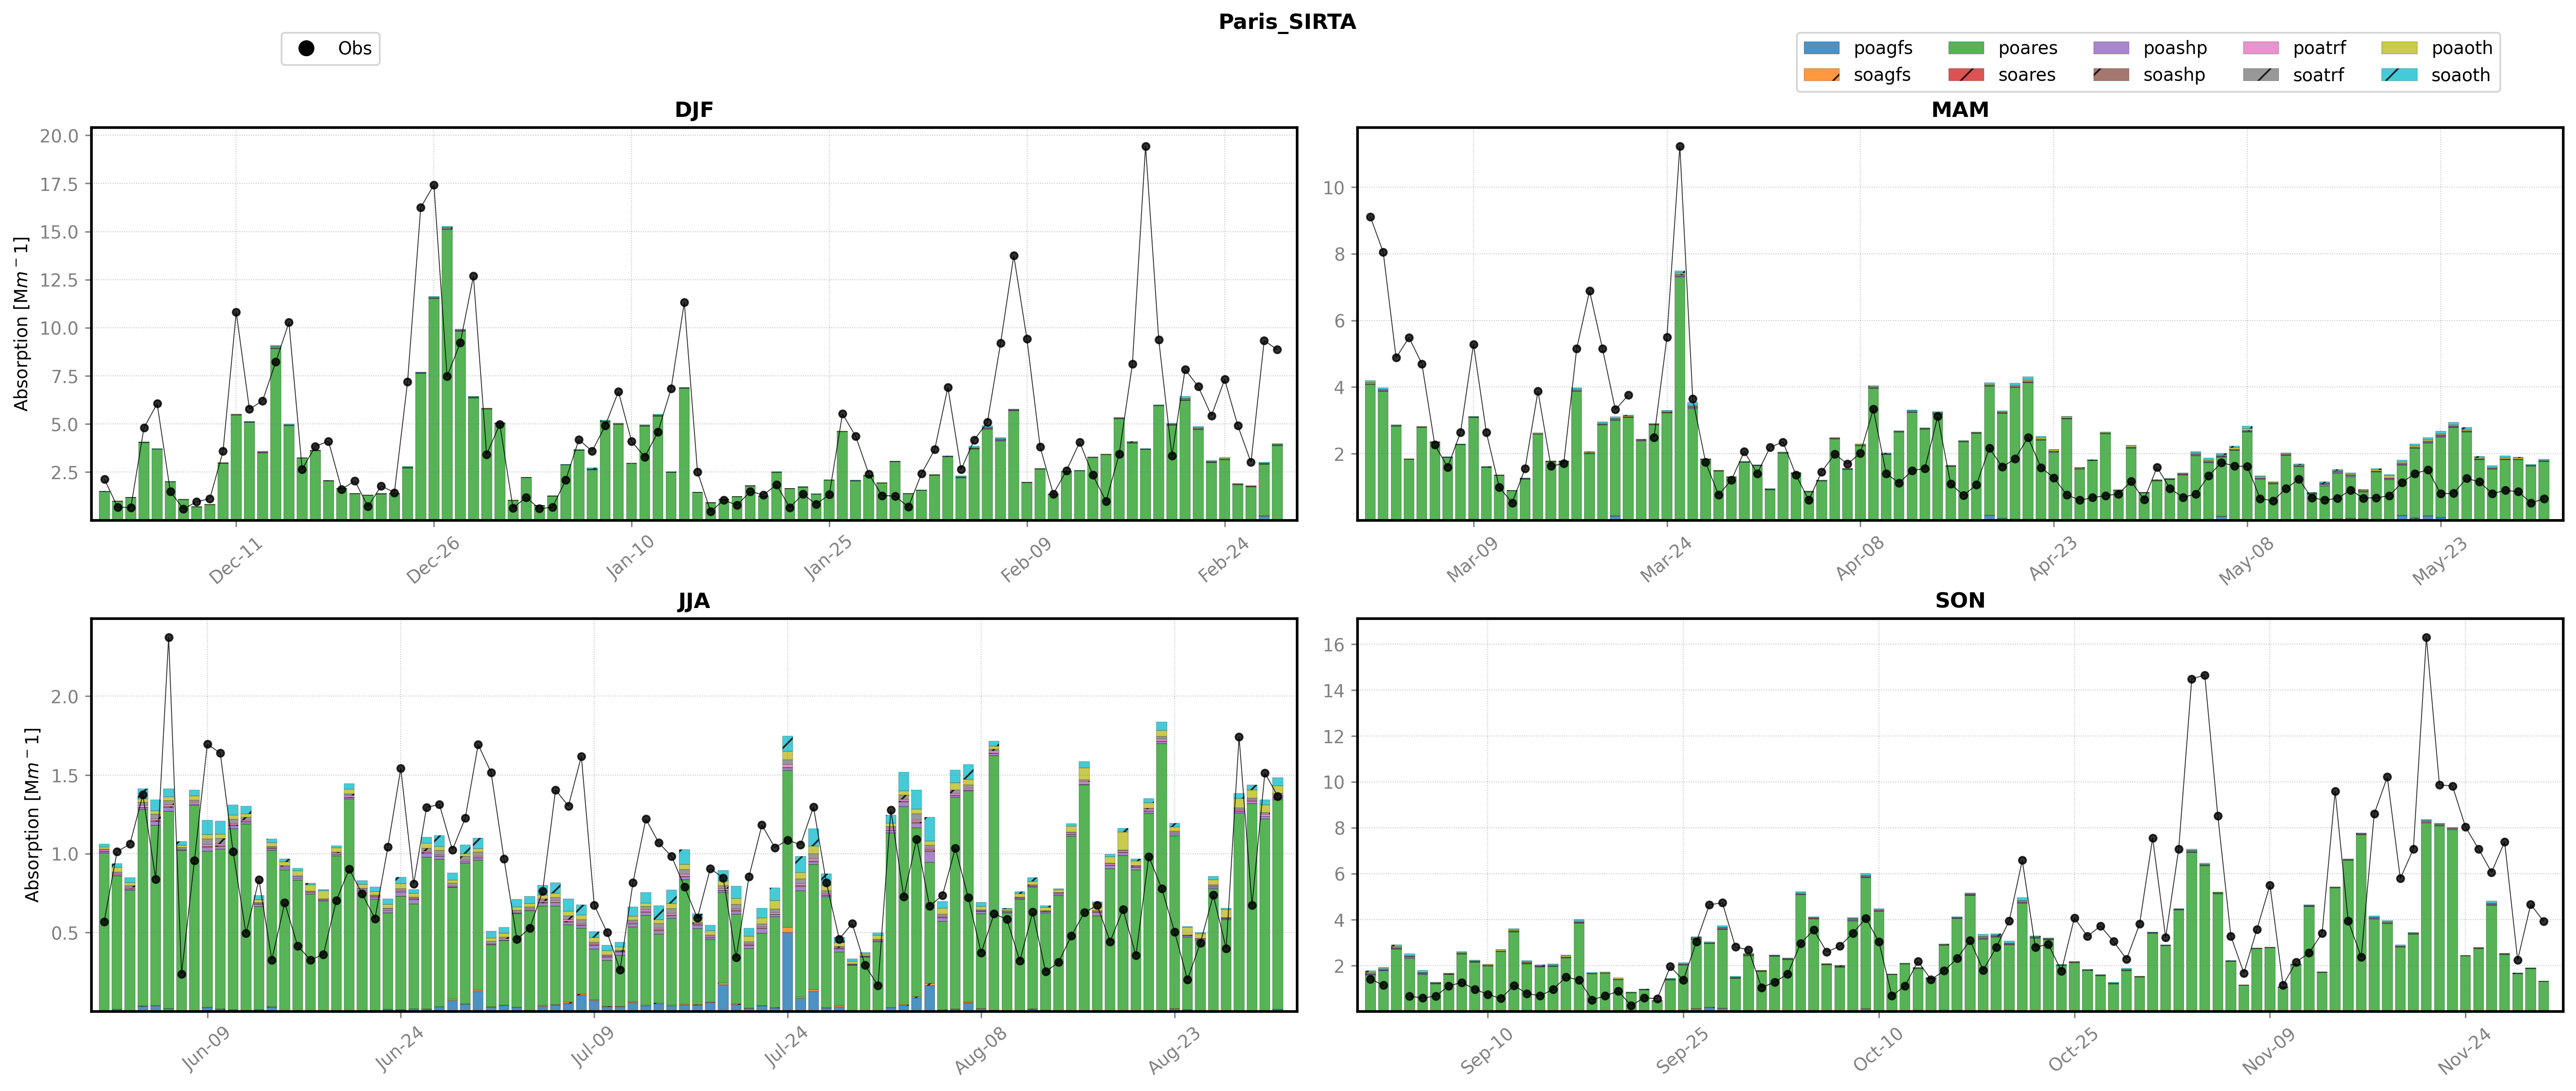 Paris_SIRTA
Obs
poagfs poares poashp poatrf poaoth
soagfs soares soashp soatrf soaoth
DJF
Absorption [Mm − 1]
20.0
17.5
15.0
12.5
10.0
7.5
5.0
2.5
Dec-11 Dec-26 Jan-10 Jan-25 Feb-09 Feb-24
MAM
10
8
6
4
2
Mar-09 Mar-24 Apr-08 Apr-23 May-08 May-23
JJA
Absorption [Mm − 1]
2.0
1.5
1.0
0.5
Jun-09 Jun-24 Jul-09 Jul-24 Aug-08 Aug-23
SON
16
14
12
10
8
6
4
2
Sep-10 Sep-25 Oct-10 Oct-25 Nov-09 Nov-24